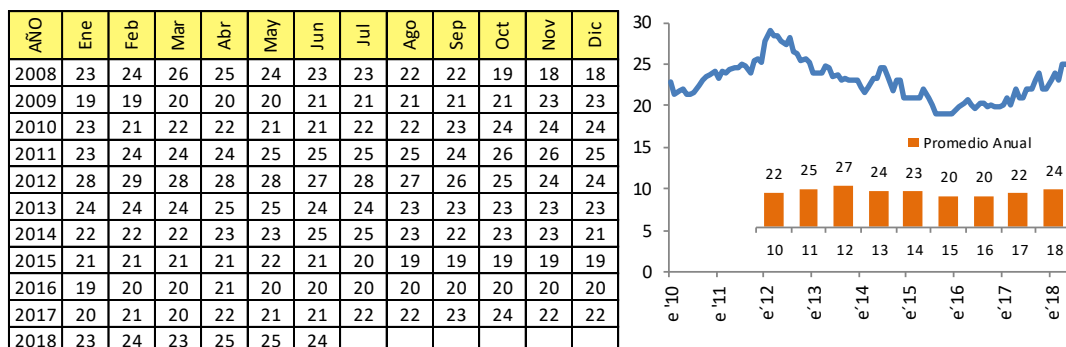 AÑO Ene Feb Mar Abr May Jun Jul Ago Sep Oct Nov Dic
2008 23 24 26 25 24 23 23 22 22 19 18 18
2009 19 19 20 20 20 21 21 21 21 21 23 23
2010 23 21 22 22 21 21 22 22 23 24 24 24
2011 23 24 24 24 25 25 25 25 24 26 26 25
2012 28 29 28 28 28 27 28 27 26 25 24 24
2013 24 24 24 25 25 24 24 23 23 23 23 23
2014 22 22 22 23 23 25 25 23 22 23 23 21
2015 21 21 21 21 22 21 20 19 19 19 19 19
2016 19 20 20 21 20 20 20 20 20 20 20 20
2017 20 21 20 22 21 21 22 22 23 24 22 22
2018 23 24 23 25 25 24
30
25
20
15
10
5
0
Promedio Anual
22 25 27 24 23 20 20 22 24
10 11 12 13 14 15 16 17 18
e '10 e '11 e´12 e´13 e´14 e´15 e´16 e´17 e´18